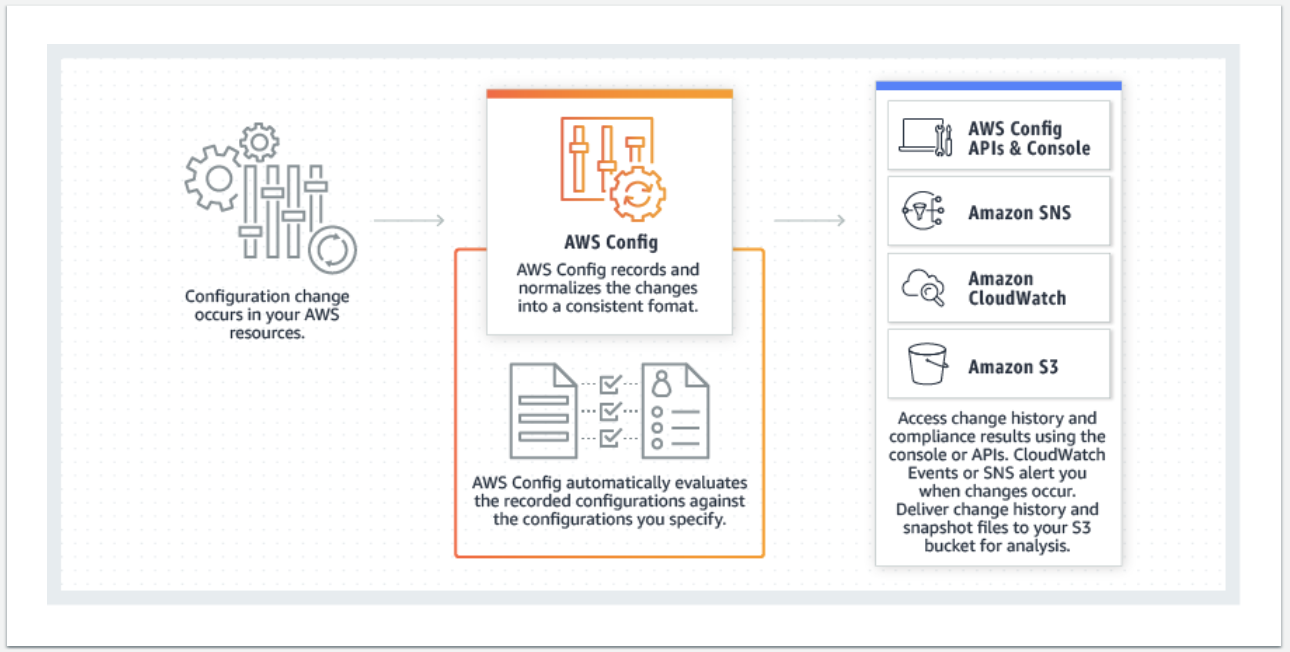 Configuration change
occurs in your AWS
resources.
AWS Config
AWS Config records and
normalizes the changes
into a consistent fomat.
AWS Config automatically evaluates
the recorded configurations against
the configurations you specify.
AWS Config
APIs & Console
Amazon SNS
Amazon
CloudWatch
Amazon S3
Access change history and
compliance results using the
console or APIs. CloudWatch
Events or SNS alert you
when changes occur.
Deliver change history and
snapshot files to your S3
bucket for analysis.